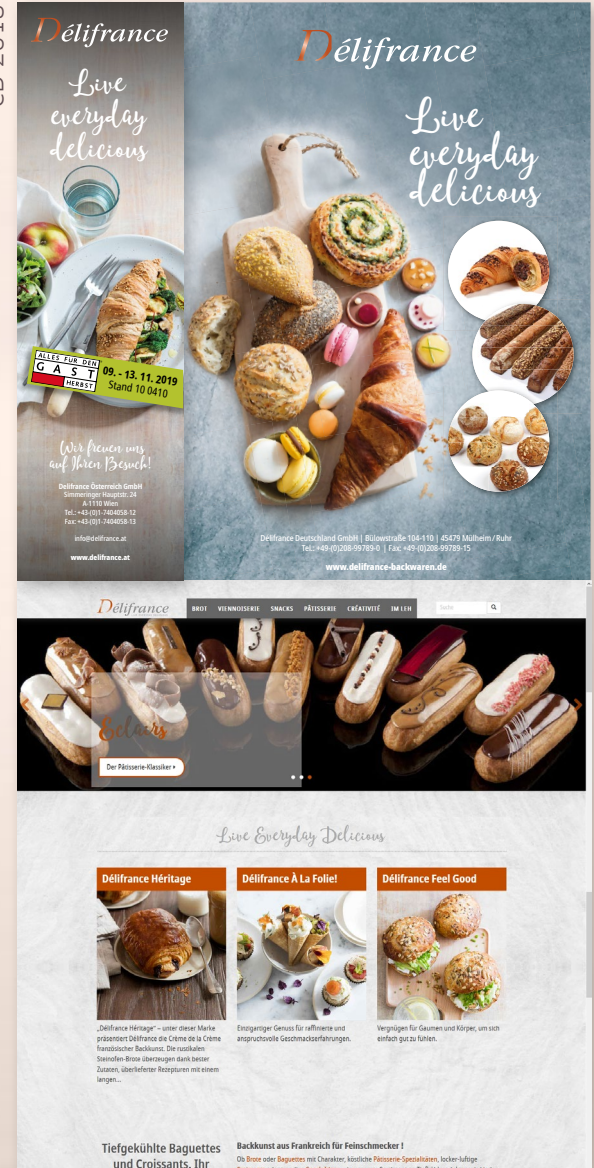 Délifrance
Live
everyday
delicious
ALLES FÜR DEN
GAST
HERBST
09. - 13. 11. 2019
Stand 10 0410
Wir freuen uns
auf Ihren Besuch!
Delifrance Österreich GmbH
Simmeringer Hauptstr. 24
A-1110 Wien
Tel.: +43-(0)1-7404058-12
Fax: +43-(0)1-7404058-13
info@delifrance.at
www.delifrance.at
Délifrance
Live
everyday
delicious
Délifrance Deutschland GmbH | Bülowstraße 104-110 | 45479 Mülheim / Ruhr
Tel.: +49-(0)208-99789-0 | Fax: +49-(0)208-99789-15
www.delifrance-backwaren.de
Délifrance
BROT VIENNOISERIE SNACKS PÂTISSERIE CRÉATIVITÉ IM LEH
Suche
Eclairs
Der Pâtisserie-Klassiker
Live Everyday Delicious
Délifrance Héritage
„Délifrance Héritage“ – unter dieser Marke
präsentiert Délifrance die Crème de la Crème
französischer Backkunst. Die rustikalen
Steinofen-Brote überzeugen dank bester
Zutaten, überlieferter Rezepturen mit einem
langen...
Délifrance À La Folie!
Einzigartiger Genuss für raffinierte und
anspruchsvolle Geschmackserfahrungen.
Délifrance Feel Good
Vergnügen für Gaumen und Körper, um sich
einfach gut zu fühlen.
Tiefgekühlte Baguettes
und Croissants. Ihr
Backkunst aus Frankreich für Feinschmecker !
Ob Brote oder Baguettes mit Charakter, köstliche Pâtisserie-Spezialitäten, locker-luftige